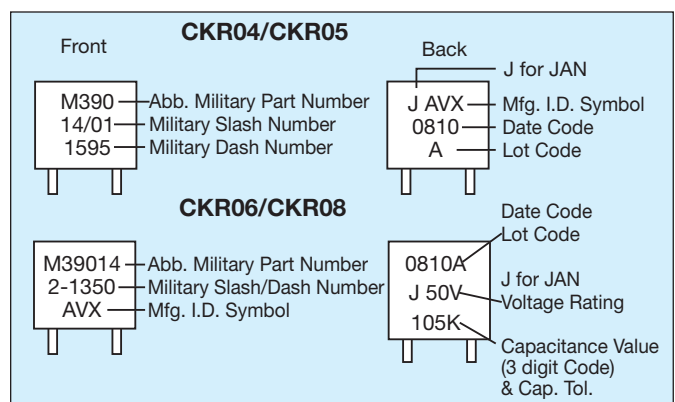 CKR04/CKR05
Front
M390
14/01
1595
Abb. Military Part Number
Military Slash Number
Military Dash Number
Back
J AVX
0810
A
J for JAN
Mfg. I.D. Symbol
Date Code
Lot Code
CKR06/CKR08
M39014
2-1350
AVX
Abb. Military Part Number
Military Slash/Dash Number
Mfg. I.D. Symbol
0810A
J 50V
105K
Date Code
Lot Code
J for JAN
Voltage Rating
Capacitance Value
(3 digit Code)
& Cap. Tol.